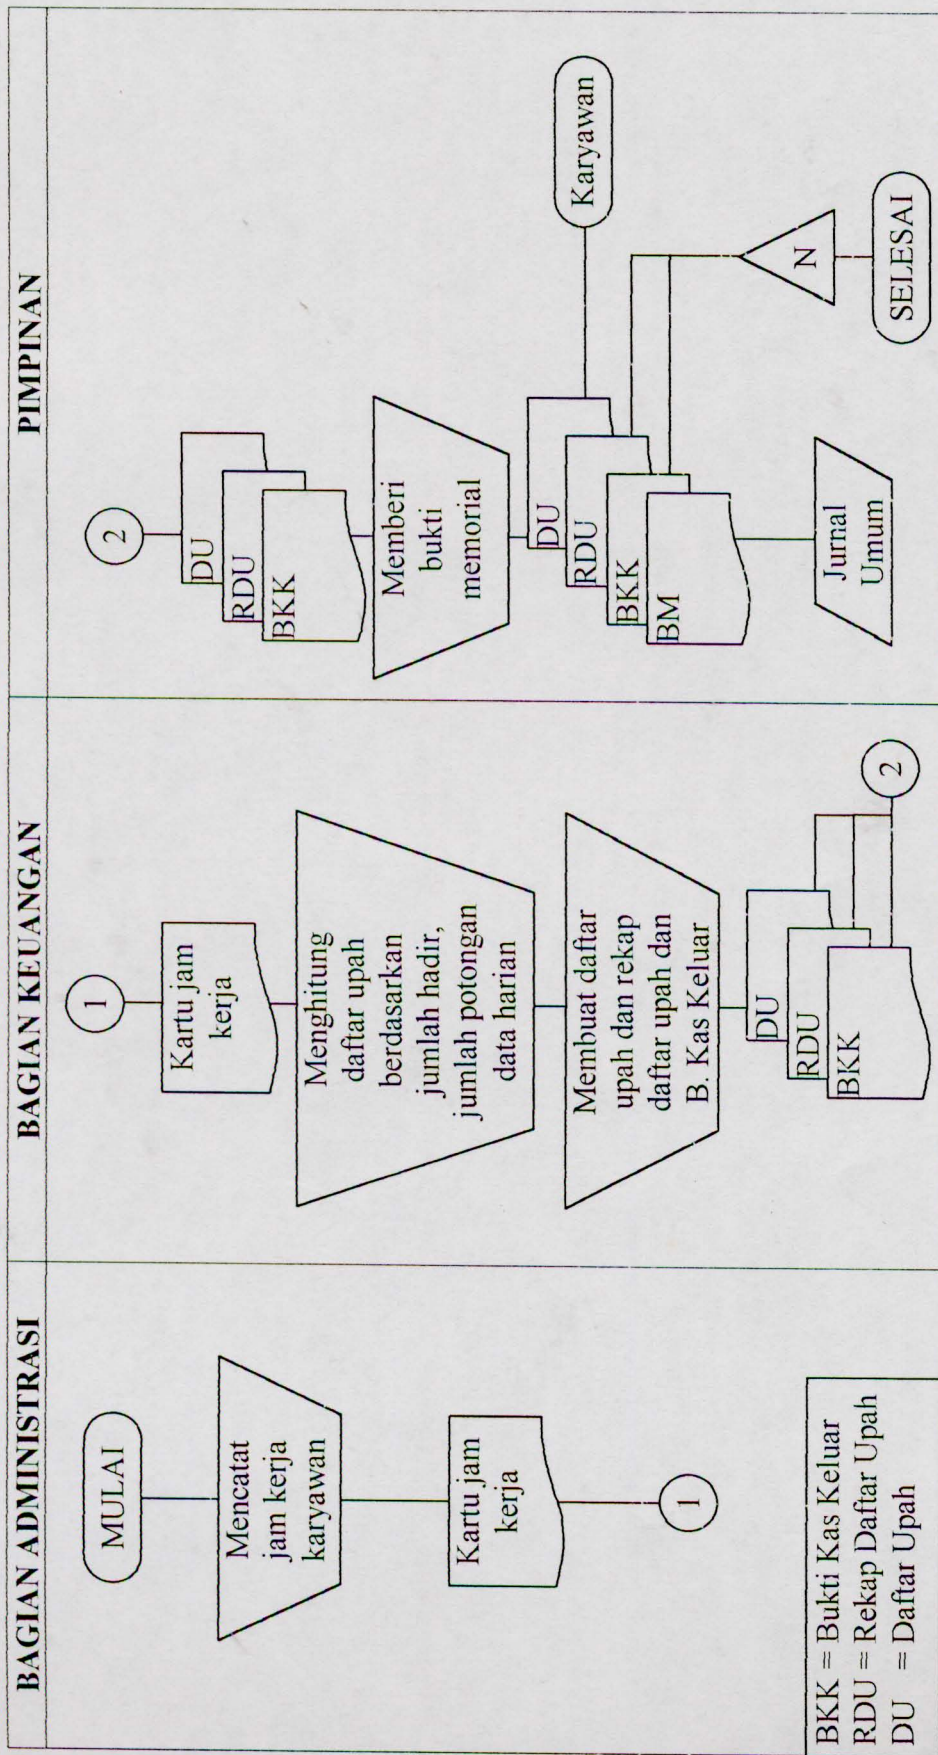 BAGIAN ADMINISTRASI
MULAI
Mencatat
jam kerja
karyawan
Kartu jam
kerja
1
BKK = Bukti Kas Keluar
RDU = Rekap Daftar Upah
DU = Daftar Upah
BAGIAN KEUANGAN
1
Kartu jam
kerja
Menghitung
daftar upah
berdasarkan
jumlah hadir,
jumlah potongan
data harian
Membuat daftar
upah dan rekap
daftar upah dan
B. Kas Keluar
DU
RDU
BKK
2
PIMPINAN
2
DU
RDU
BKK
Memberi
bukti
memorial
DU
RDU
BKK
BM
Karyawan
Jurnal
Umum
N
SELESAI